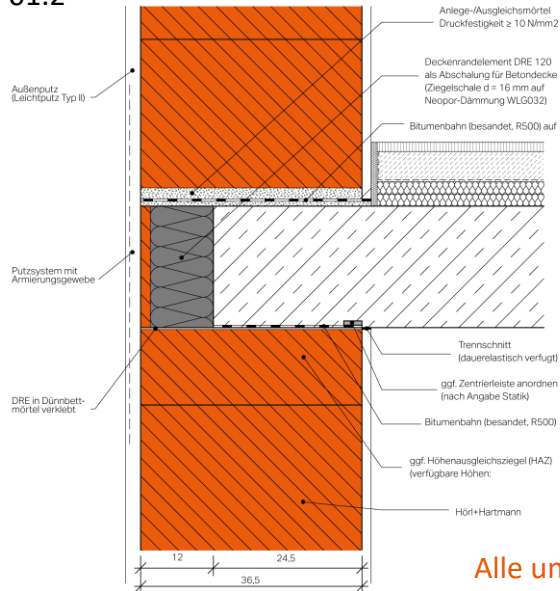 01.2
Anlege-/Ausgleichsmörtel
Druckfestigkeit ≥ 10 N/mm2
Deckenrandelement DRE 120
als Abschalung für Betondecke
(Ziegelschale d = 16 mm auf
Neopor-Dämmung WLG032)
Bitumenbahn (besandet, R500) auf
Außenputz
(Leichtputz Typ II)
Putzsystem mit
Armierungsgewebe
DRE in Dünnbett-
mörtel verklebt
Trennschnitt
(dauerelastisch verfugt)
ggf. Zentrierleiste anordnen
(nach Angabe Statik)
Bitumenbahn (besandet, R500)
ggf. Höhenausgleichsziegel (HAZ)
(verfügbare Höhen:
Hörl+Hartmann
12
24,5
36,5
Alle un